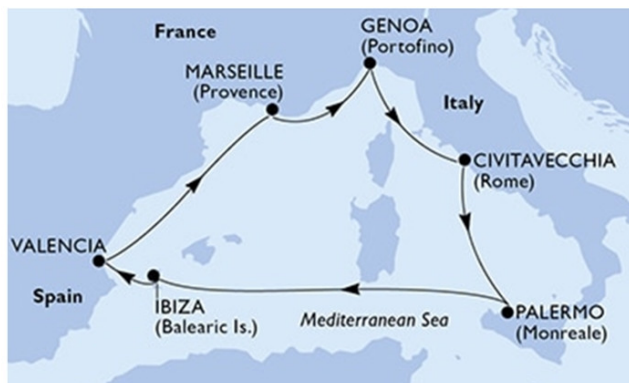 France
GENOA
(Portofino)
MARSEILLE
(Provence)
Italy
CIVITAVECCHIA
(Rome)
VALENCIA
Spain
IBIZA
(Balearic Is.)
Mediterranean Sea
PALERMO
(Monreale)